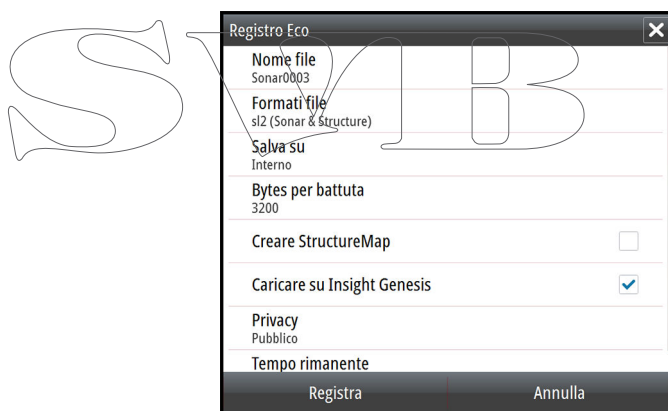 SVB
Registro Eco
Nome file
Sonar0003
Formati file
sl2 (Sonar & Structure)
Salva su
Interno
Bytes per battuta
3200
Creare StructureMap
Caricare su Insight Genesis
Privacy
Pubblico
Tempo rimanente
Registra
Annulla